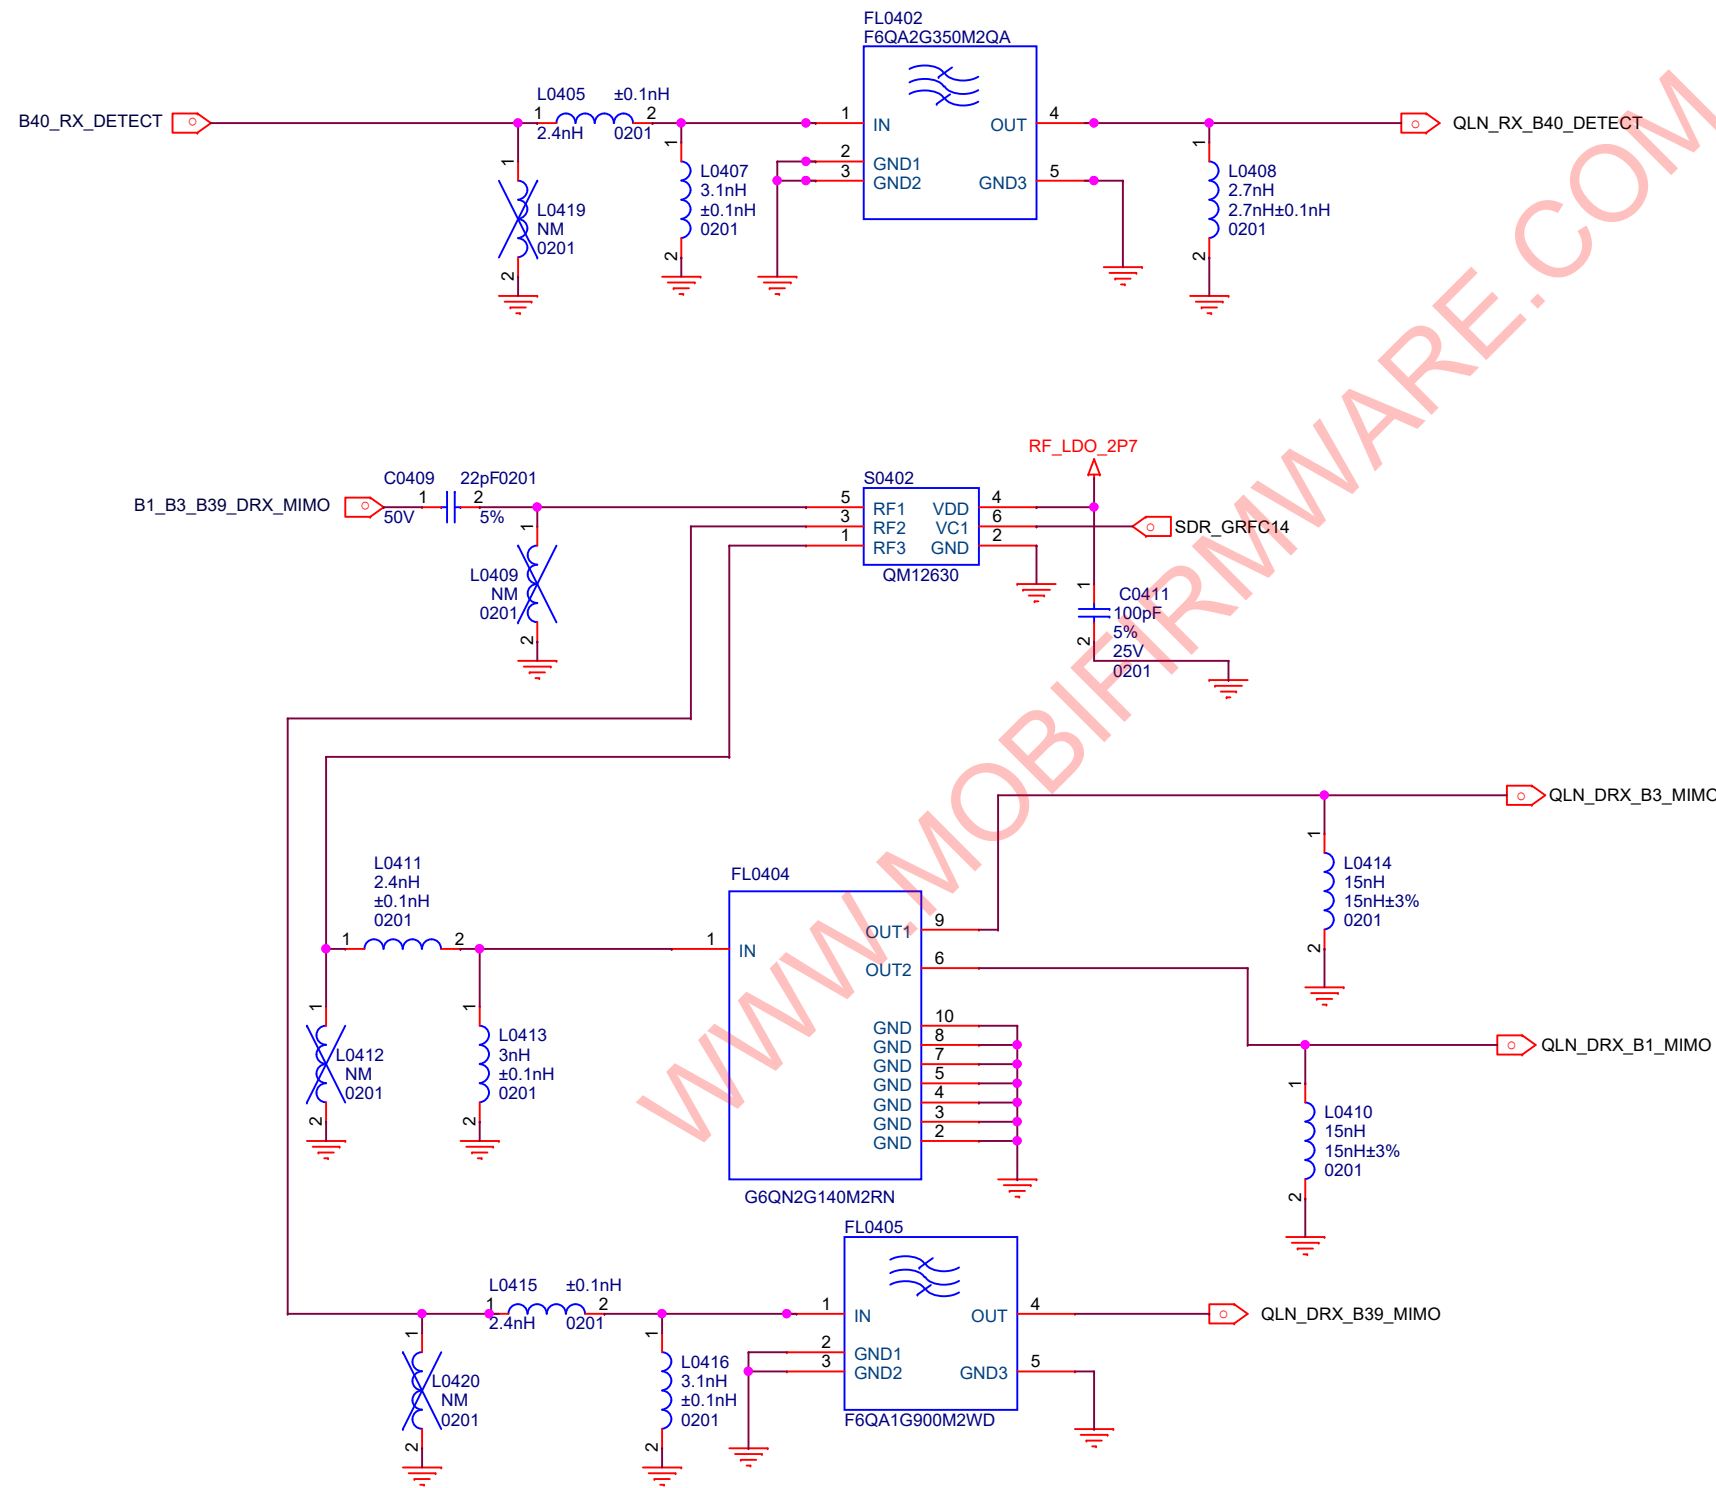 FL0402
F6QA2G350M2QA
B40_RX_DETECT
L0405 ±0.1nH
1 2
2.4nH 0201
1 IN
OUT 4
QLN_RX_B40_DETECT
2 GND1
3 GND2
GND3 5
1
L0419
NM
0201
2
1
L0407
3.1nH
±0.1nH
0201
2
1
L0408
2.7nH
2.7nH±0.1nH
0201
2
RF_LDO_2P7
B1_B3_B39_DRX_MIMO
C0409 22pF0201
1 2
50V 5%
S0402
5 RF1 VDD 4
3 RF2 VC1 6
1 RF3 GND 2
QM12630
SDR_GRFC14
1
L0409
NM
0201
2
1
C0411
100pF
5%
25V
0201
2
QLN_DRX_B3_MIMO
1
L0414
15nH
15nH±3%
0201
2
L0411
2.4nH
±0.1nH
0201
1 2
FL0404
1 IN
OUT1 9
OUT2 6
GND 10
GND 8
GND 7
GND 5
GND 4
GND 3
GND 2
G6QN2G140M2RN
1
L0412
NM
0201
2
1
L0413
3nH
±0.1nH
0201
2
QLN_DRX_B1_MIMO
1
L0410
15nH
15nH±3%
0201
2
FL0405
L0415 ±0.1nH
1 2
2.4nH 0201
1 IN
OUT 4
QLN_DRX_B39_MIMO
2 GND1
3 GND2
GND3 5
F6QA1G900M2WD
1
L0420
NM
0201
2
1
L0416
3.1nH
±0.1nH
0201
2
WWW.MOBIFIRMWARE.COM